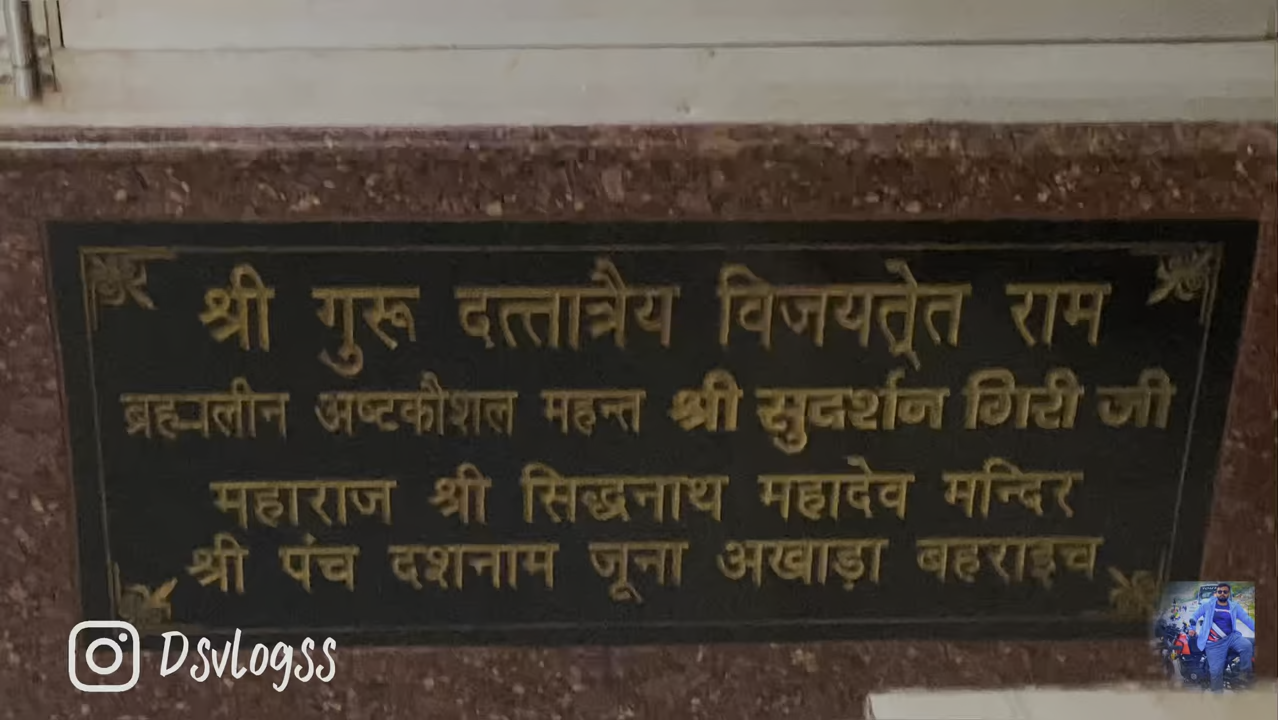 श्री गुरू दत्तात्रैय विजयत्रेत राम
ब्रह्मलीन अष्टकौशल महन्त श्री सुदर्शन गिरी जी
महाराज श्री सिद्धनाथ महादेव मन्दिर
श्री पंच दशनाम जूना अखाड़ा बहराइच
Dsvlogss